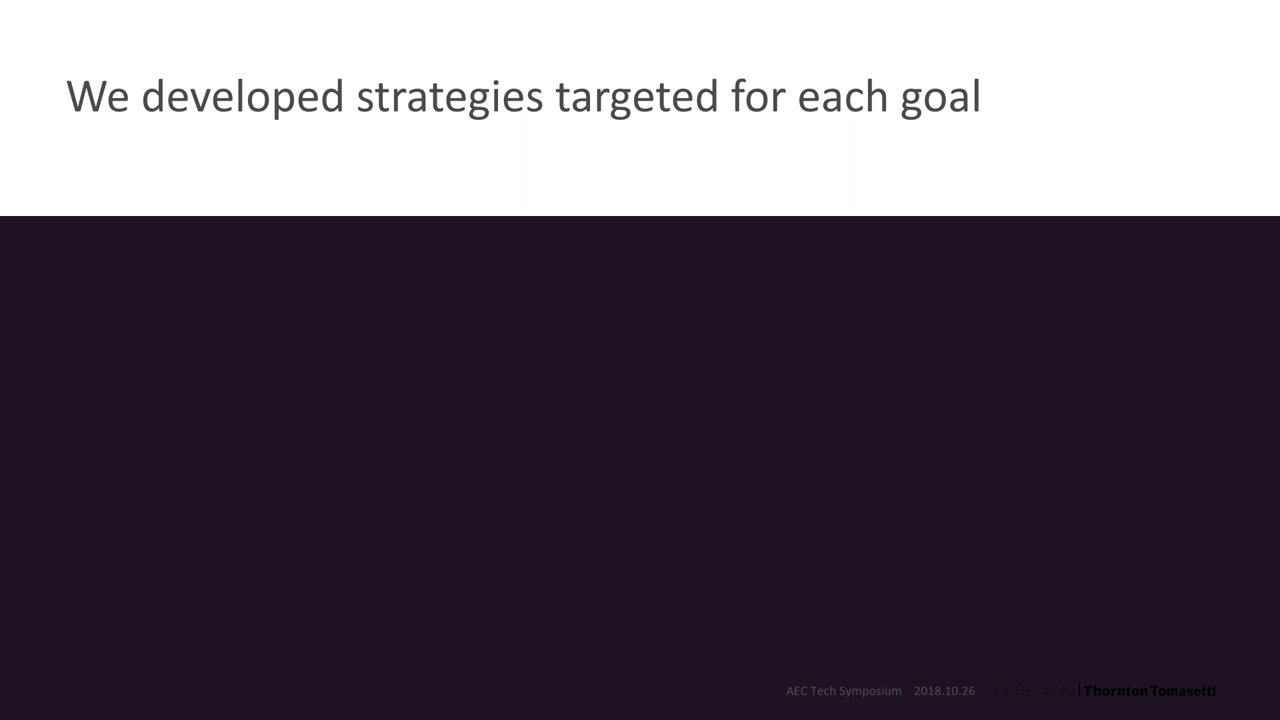 We developed strategies targeted for each goal
AEC Tech Symposium 2018.10.26 CORE studio | Thornton Tomasetti